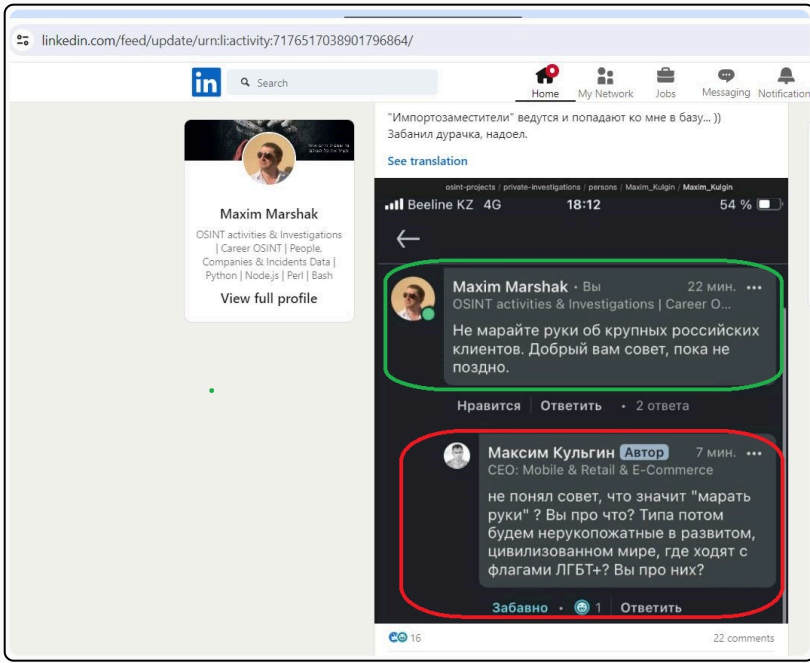 linkedin.com/feed/update/urn:li:activity:7176517038901796864/
in
Search
Home
My Network
Jobs
Messaging
Notification
Maxim Marshak
OSINT activities & Investigations
| Career OSINT | People,
Companies & Incidents Data |
Python | Node.js | Perl | Bash
View full profile
"Импортозаместители" ведутся и попадают ко мне в базу... ))
Забанил дурачка, надоел.
See translation
osint-projects / private-investigations / persons / Maxim_Kulgin / Maxim_Kulgin
Beeline KZ 4G 18:12 54 %
Maxim Marshak • Вы 22 мин. •••
OSINT activities & Investigations | Career O...
Не марайте руки об крупных российских
клиентов. Добрый вам совет, пока не
поздно.
Нравится | Ответить • 2 ответа
Максим Кульгин Автор 7 мин. •••
CEO: Mobile & Retail & E-Commerce
не понял совет, что значит "марать
руки" ? Вы про что? Типа потом
будем нерукопожатные в развитом,
цивилизованном мире, где ходят с
флагами ЛГБТ+? Вы про них?
Забавно • 1 | Ответить
16
22 comments